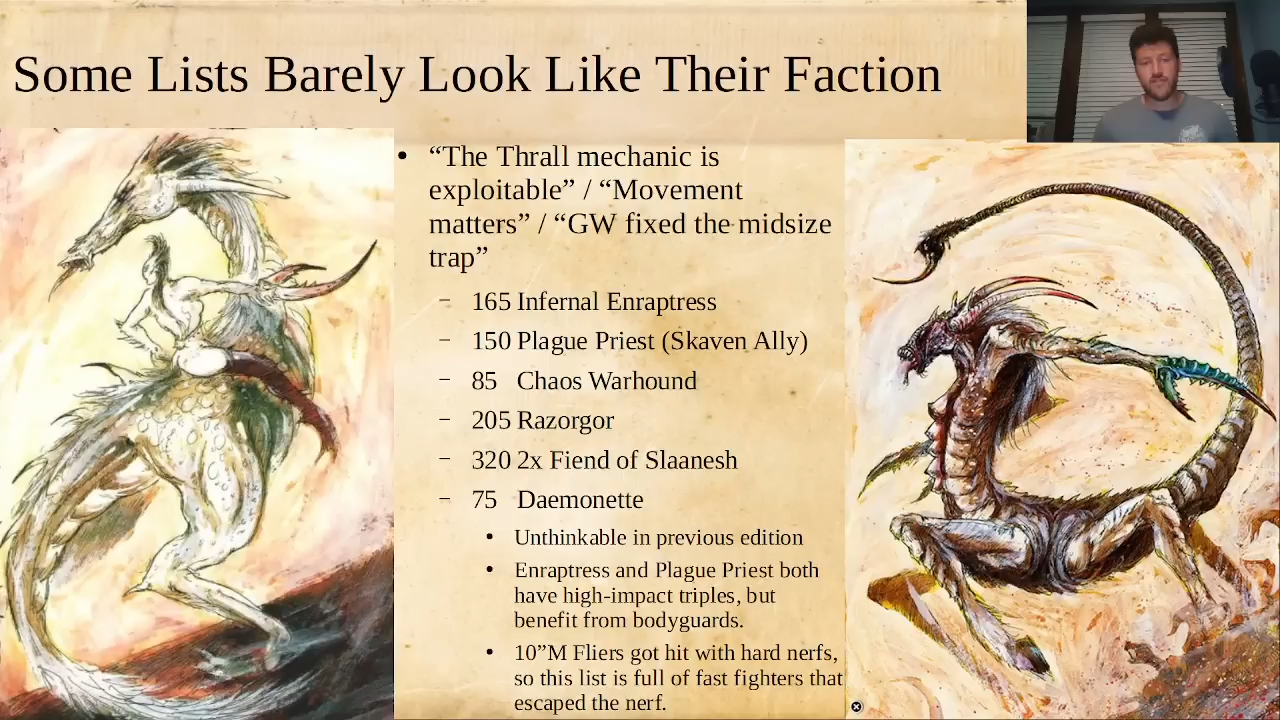 Some Lists Barely Look Like Their Faction
• “The Thrall mechanic is
exploitable” / “Movement
matters” / “GW fixed the midsize
trap”
– 165 Infernal Enraptress
– 150 Plague Priest (Skaven Ally)
– 85 Chaos Warhound
– 205 Razorgor
– 320 2x Fiend of Slaanesh
– 75 Daemonette
• Unthinkable in previous edition
• Enraptress and Plague Priest both
have high-impact triples, but
benefit from bodyguards.
• 10”M Fliers got hit with hard nerfs,
so this list is full of fast fighters that
escaped the nerf.